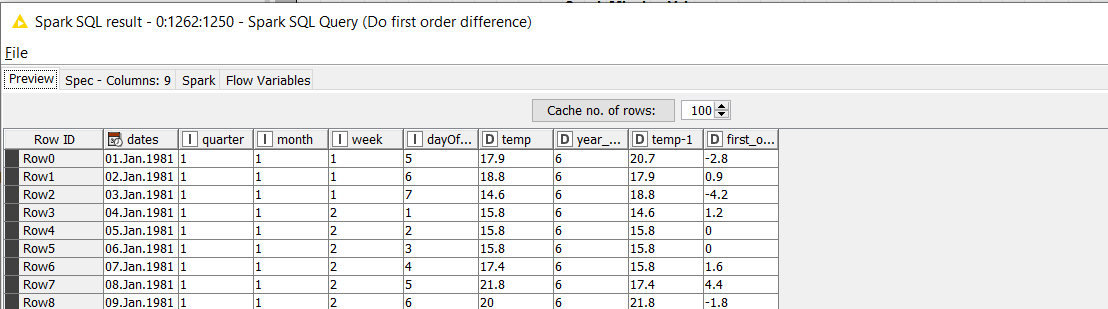 Spark SQL result - 0:1262:1250 - Spark SQL Query (Do first order difference)
File
Preview Spec - Columns: 9 Spark Flow Variables
Cache no. of rows: 100
Row ID dates I quarter I month I week I dayOf... D temp D year_... D temp-1 D first_o...
Row0 01.Jan.1981 1 1 1 5 17.9 6 20.7 -2.8
Row1 02.Jan.1981 1 1 1 6 18.8 6 17.9 0.9
Row2 03.Jan.1981 1 1 1 7 14.6 6 18.8 -4.2
Row3 04.Jan.1981 1 1 2 1 15.8 6 14.6 1.2
Row4 05.Jan.1981 1 1 2 2 15.8 6 15.8 0
Row5 06.Jan.1981 1 1 2 3 15.8 6 15.8 0
Row6 07.Jan.1981 1 1 2 4 17.4 6 15.8 1.6
Row7 08.Jan.1981 1 1 2 5 21.8 6 17.4 4.4
Row8 09.Jan.1981 1 1 2 6 20 6 21.8 -1.8